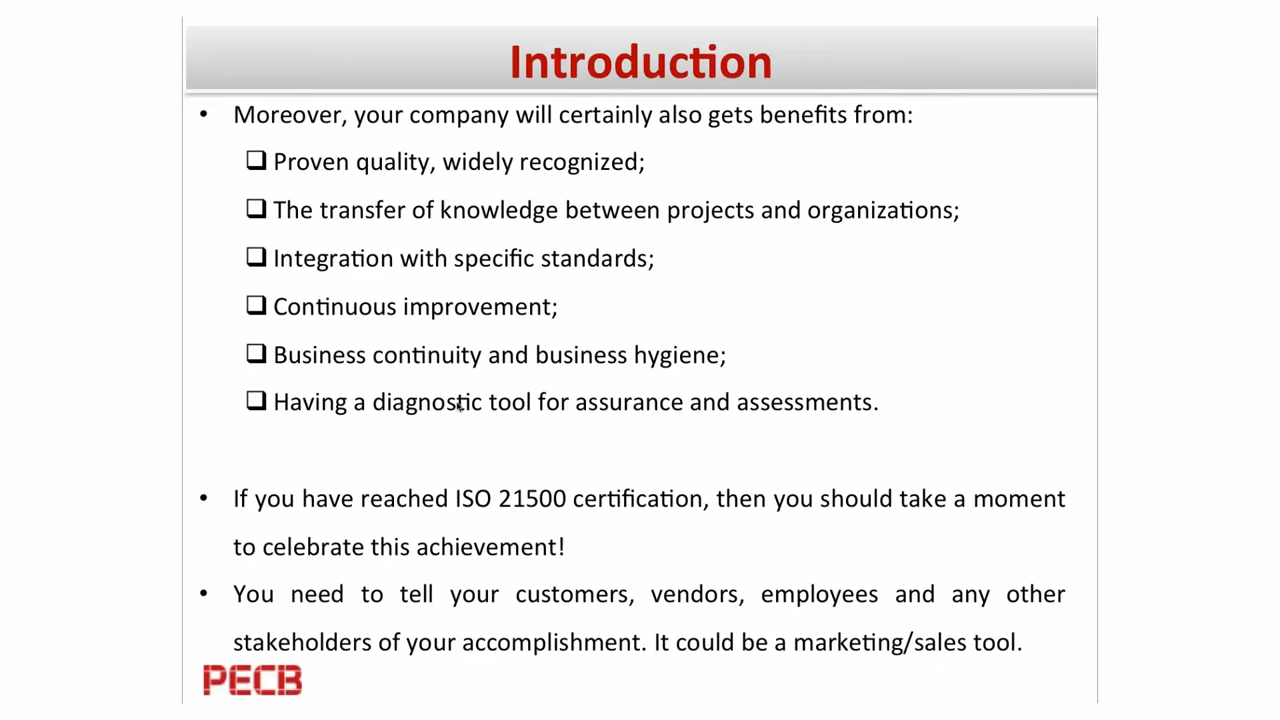 Introduction
• Moreover, your company will certainly also gets benefits from:
❑ Proven quality, widely recognized;
❑ The transfer of knowledge between projects and organizations;
❑ Integration with specific standards;
❑ Continuous improvement;
❑ Business continuity and business hygiene;
❑ Having a diagnostic tool for assurance and assessments.
• If you have reached ISO 21500 certification, then you should take a moment
to celebrate this achievement!
• You need to tell your customers, vendors, employees and any other
stakeholders of your accomplishment. It could be a marketing/sales tool.
PECB